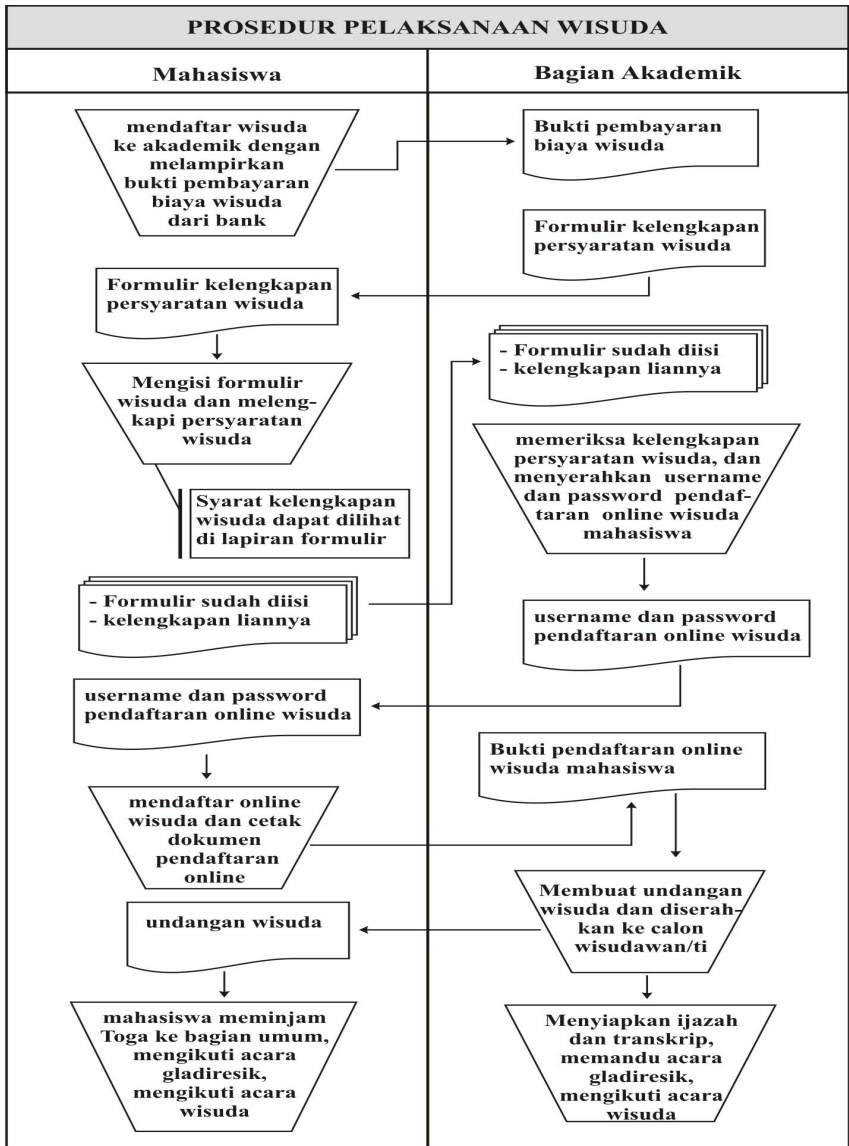 PROSEDUR PELAKSANAAN WISUDA
Mahasiswa
Bagian Akademik
mendaftar wisuda
ke akademik dengan
melampirkan
bukti pembayaran
biaya wisuda
dari bank
Bukti pembayaran
biaya wisuda
Formulir kelengkapan
persyaratan wisuda
Formulir kelengkapan
persyaratan wisuda
Mengisi formulir
wisuda dan meleng-
kapi persyaratan
wisuda
Syarat kelengkapan
wisuda dapat dilihat
di lapiran formulir
- Formulir sudah diisi
- kelengkapan liannya
- Formulir sudah diisi
- kelengkapan liannya
memeriksa kelengkapan
persyaratan wisuda, dan
menyerahkan username
dan password pendaf-
taran online wisuda
mahasiswa
username dan password
pendaftaran online wisuda
username dan password
pendaftaran online wisuda
mendaftar online
wisuda dan cetak
dokumen
pendaftaran
online
Bukti pendaftaran online
wisuda mahasiswa
Membuat undangan
wisuda dan diserah-
kan ke calon
wisudawan/ti
undangan wisuda
mahasiswa meminjam
Toga ke bagian umum,
mengikuti acara
gladiresik,
mengikuti acara
wisuda
Menyiapkan ijazah
dan transkrip,
memandu acara
gladiresik,
mengikuti acara
wisuda